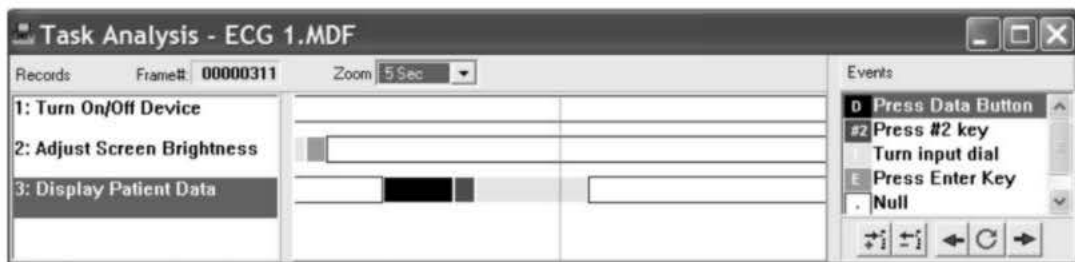 Task Analysis - ECG 1.MDF
Records Frame#: 00000311 Zoom 5 Sec Events
1: Turn On/Off Device
2: Adjust Screen Brightness
3: Display Patient Data
D Press Data Button
#2 Press #2 key
Turn input dial
E Press Enter Key
. Null